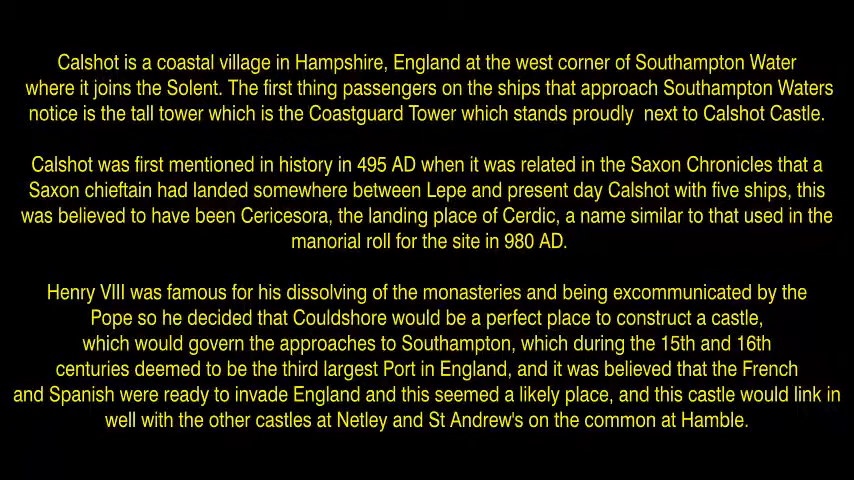 Calshot is a coastal village in Hampshire, England at the west corner of Southampton Water
where it joins the Solent. The first thing passengers on the ships that approach Southampton Waters
notice is the tall tower which is the Coastguard Tower which stands proudly  next to Calshot Castle.
Calshot was first mentioned in history in 495 AD when it was related in the Saxon Chronicles that a
Saxon chieftain had landed somewhere between Lepe and present day Calshot with five ships, this
was believed to have been Cericesora, the landing place of Cerdic, a name similar to that used in the
manorial roll for the site in 980 AD.
Henry VIII was famous for his dissolving of the monasteries and being excommunicated by the
Pope so he decided that Couldshore would be a perfect place to construct a castle,
which would govern the approaches to Southampton, which during the 15th and 16th
centuries deemed to be the third largest Port in England, and it was believed that the French
and Spanish were ready to invade England and this seemed a likely place, and this castle would link in
well with the other castles at Netley and St Andrew's on the common at Hamble.